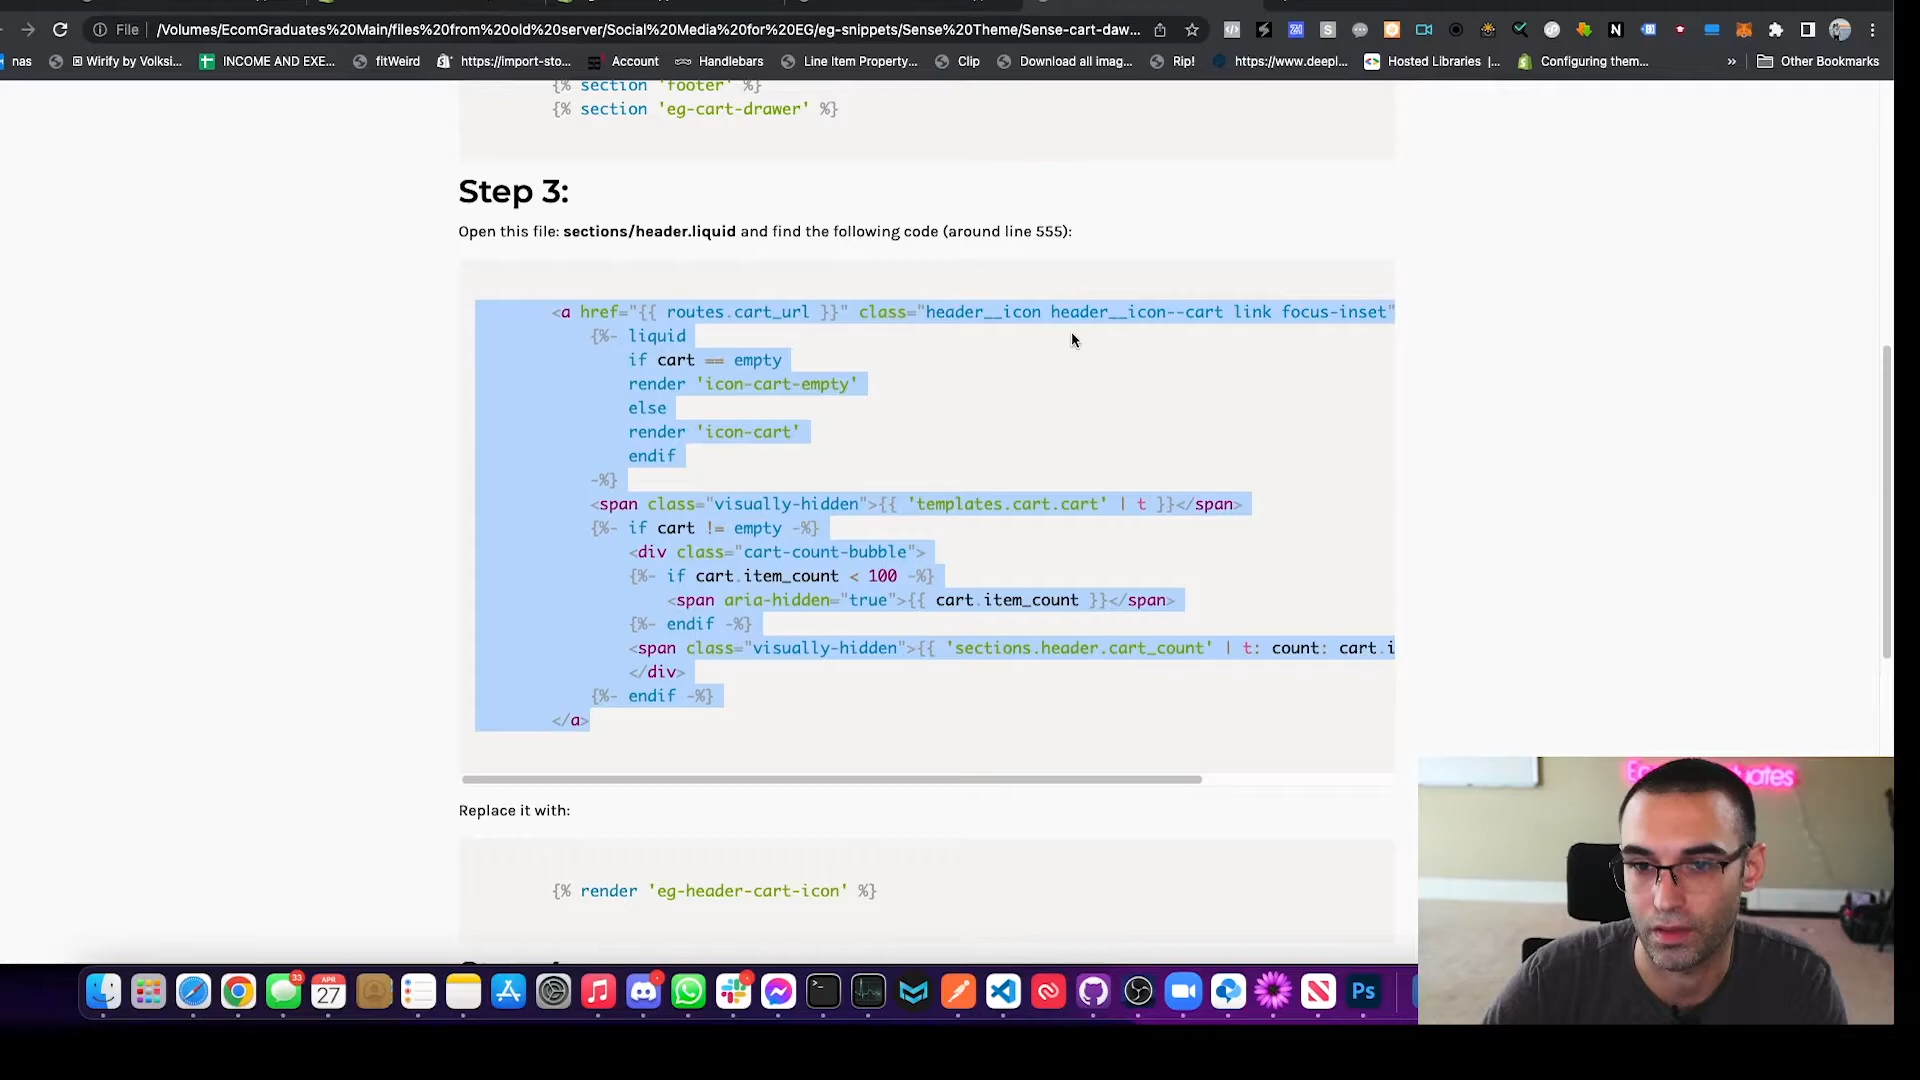 File
/Volumes/EcomGraduates%20Main/files%20from%20old%20server/Social%20Media%20for%20EG/eg-snippets/Sense%20Theme/Sense-cart-daw...
nas
Wirify by Volksi...
INCOME AND EXE...
fitWeird
https://import-sto...
Account
Handlebars
Line Item Property...
Clip
Download all imag...
Rip!
https://www.deepl...
Hosted Libraries |...
Configuring them...
»
Other Bookmarks
{% section 'footer' %}
{% section 'eg-cart-drawer' %}
Step 3:
Open this file: sections/header.liquid and find the following code (around line 555):
<a href="{{ routes.cart_url }}" class="header__icon header__icon--cart link focus-inset"
{%- liquid
if cart == empty
render 'icon-cart-empty'
else
render 'icon-cart'
endif
-%}
<span class="visually-hidden">{{ 'templates.cart.cart' | t }}</span>
{%- if cart != empty -%}
<div class="cart-count-bubble">
{%- if cart.item_count < 100 -%}
<span aria-hidden="true">{{ cart.item_count }}</span>
{%- endif -%}
<span class="visually-hidden">{{ 'sections.header.cart_count' | t: count: cart.i
</div>
{%- endif -%}
</a>
Replace it with:
{% render 'eg-header-cart-icon' %}
33
APR
27
Ps